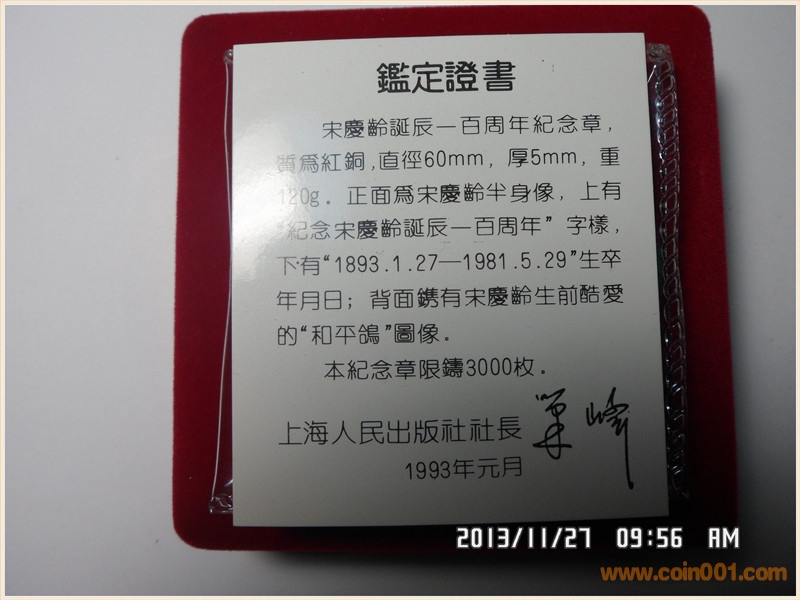 鑑定證書
宋慶齡誕辰一百周年紀念章,
質爲紅銅,直徑60mm, 厚5mm, 重
120g. 正面爲宋慶齡半身像, 上有
“紀念宋慶齡誕辰一百周年” 字樣,
下有“1893.1.27—1981.5.29”生卒
年月日; 背面鐫有宋慶齡生前酷愛
的“和平鴿”圖像.
本紀念章限鑄3000枚.
上海人民出版社社長
1993年元月
2013/11/27 09:56 AM
www.coin001.com